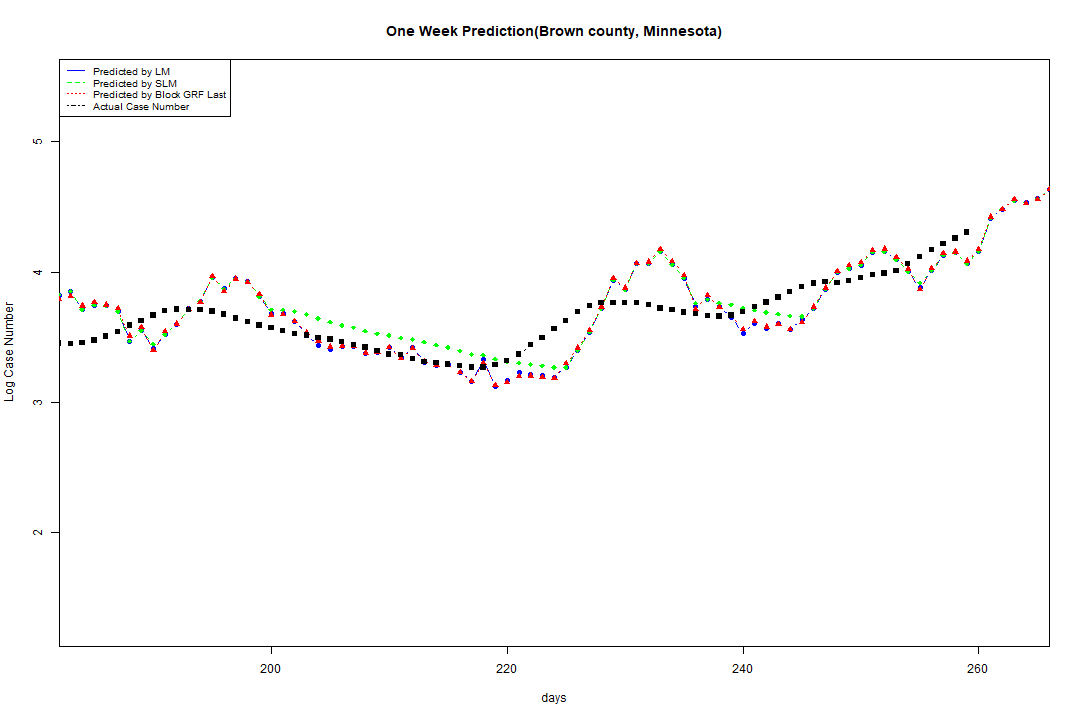 One Week Prediction(Brown county, Minnesota)
Predicted by LM
Predicted by SLM
Predicted by Block GRF Last
Actual Case Number
5
4
3
2
Log Case Number
200
220
240
260
days